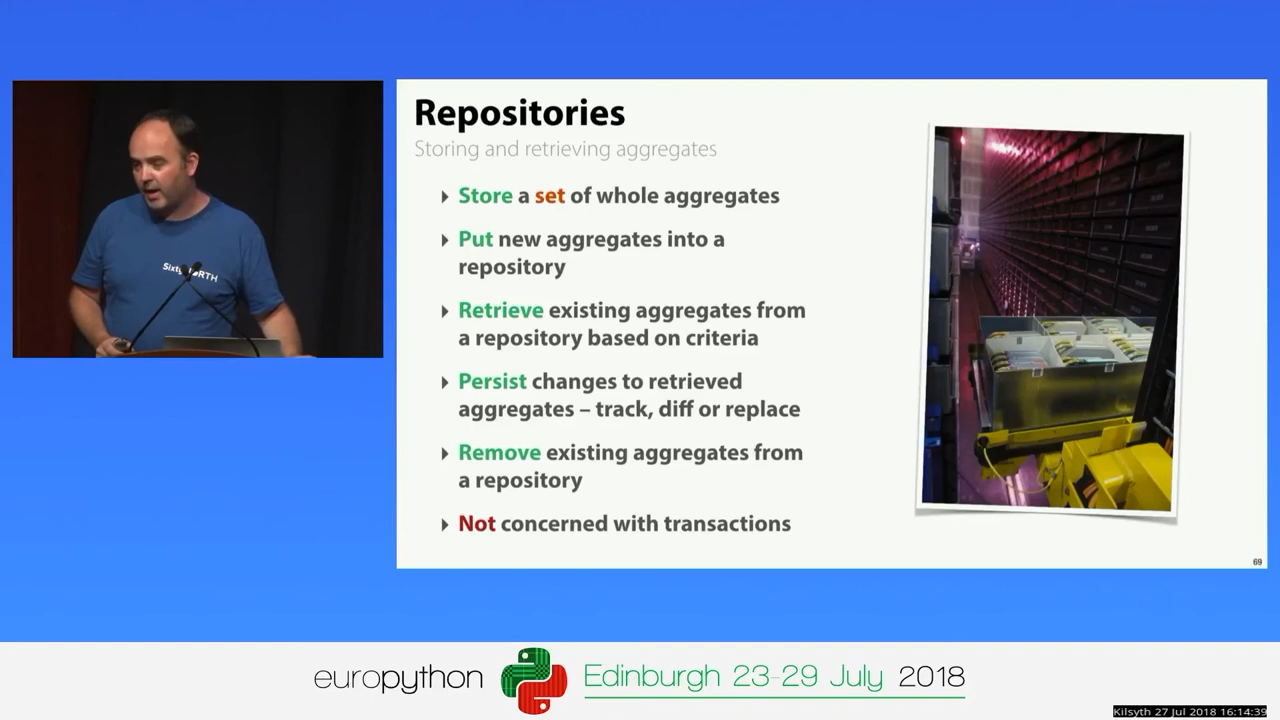 Repositories
Storing and retrieving aggregates
Store a set of whole aggregates
Put new aggregates into a
repository
Retrieve existing aggregates from
a repository based on criteria
Persist changes to retrieved
aggregates – track, diff or replace
Remove existing aggregates from
a repository
Not concerned with transactions
69
europython
Edinburgh 23-29 July 2018
Kilsyth 27 Jul 2018 16:14:39